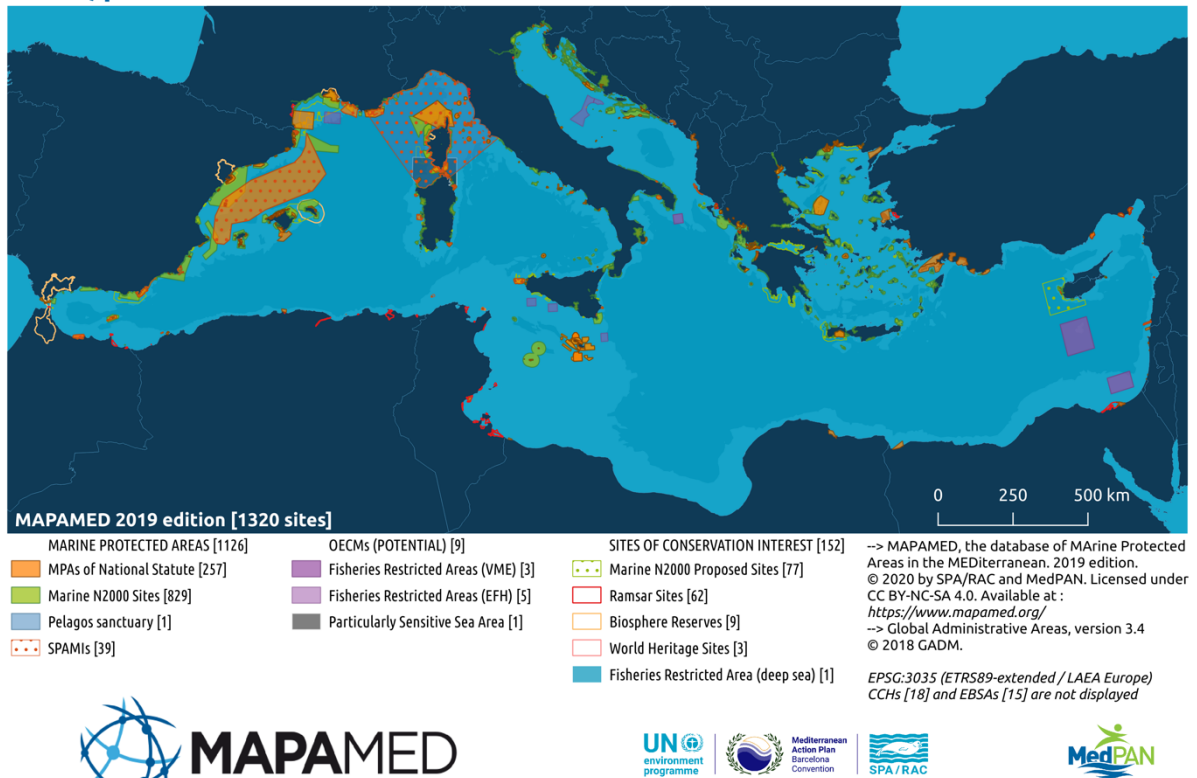 MAPAMED 2019 edition [1320 sites]
0 250 500 km
MARINE PROTECTED AREAS [1126]
MPAs of National Statute [257]
Marine N2000 Sites [829]
Pelagos sanctuary [1]
SPAMIs [39]
OECMs (POTENTIAL) [9]
Fisheries Restricted Areas (VME) [3]
Fisheries Restricted Areas (EFH) [5]
Particularly Sensitive Sea Area [1]
SITES OF CONSERVATION INTEREST [152]
Marine N2000 Proposed Sites [77]
Ramsar Sites [62]
Biosphere Reserves [9]
World Heritage Sites [3]
Fisheries Restricted Area (deep sea) [1]
--> MAPAMED, the database of MArine Protected
Areas in the MEDiterranean. 2019 edition.
© 2020 by SPA/RAC and MedPAN. Licensed under
CC BY-NC-SA 4.0. Available at :
https://www.mapamed.org/
--> Global Administrative Areas, version 3.4
© 2018 GADM.
EPSG:3035 (ETRS89-extended / LAEA Europe)
CCHs [18] and EBSAs [15] are not displayed
MAPAMED
UN
environment
programme
Mediterranean
Action Plan
Barcelona
Convention
SPA/RAC
MedPAN